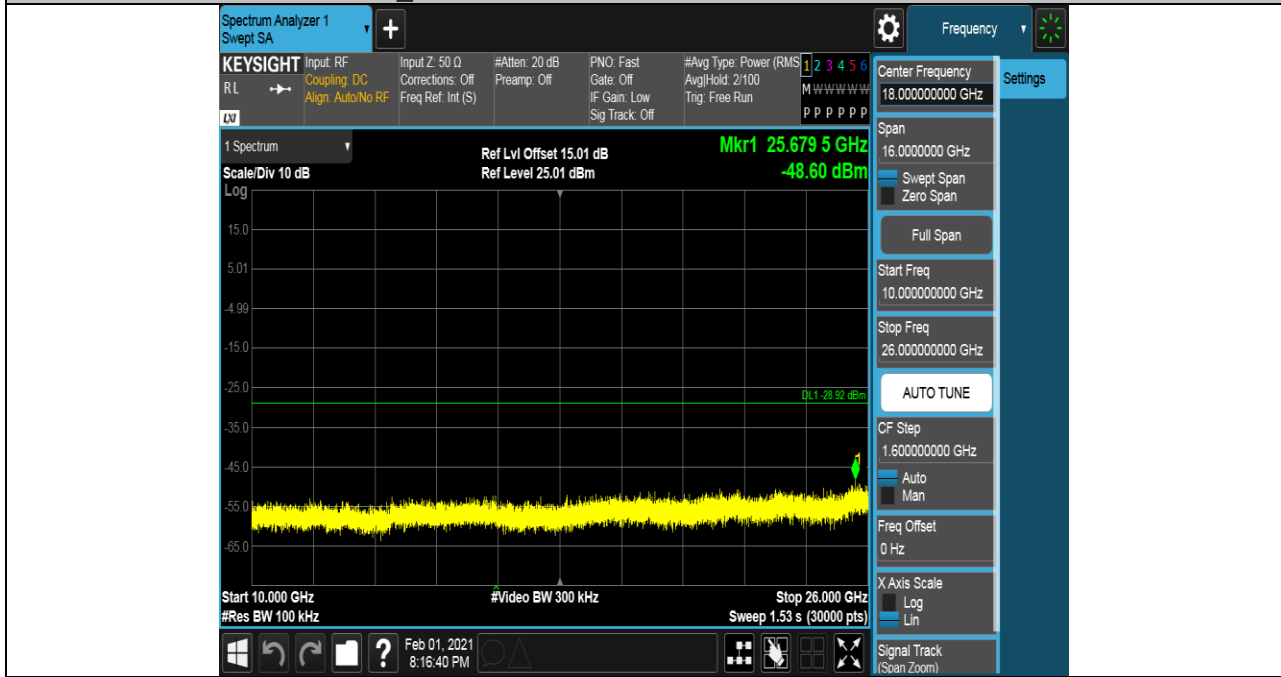 Spectrum Analyzer 1
Swept SA
+
Frequency
KEYSIGHT
RL
LXI
Input: RF
Coupling: DC
Align: Auto/No RF
Input Z: 50 Ω
Corrections: Off
Freq Ref: Int (S)
#Atten: 20 dB
Preamp: Off
PNO: Fast
Gate: Off
IF Gain: Low
Sig Track: Off
#Avg Type: Power (RMS
Avg|Hold: 2/100
Trig: Free Run
1 2 3 4 5 6
M W W W W W
P P P P P P
1 Spectrum
Scale/Div 10 dB
Ref Lvl Offset 15.01 dB
Ref Level 25.01 dBm
Mkr1 25.679 5 GHz
-48.60 dBm
Log
15.0
5.01
-4.99
-15.0
-25.0
DL1 -28.92 dBm
-35.0
-45.0
1
-55.0
-65.0
Start 10.000 GHz
#Video BW 300 kHz
Stop 26.000 GHz
#Res BW 100 kHz
Sweep 1.53 s (30000 pts)
?
Feb 01, 2021
8:16:40 PM
Center Frequency
18.000000000 GHz
Settings
Span
16.0000000 GHz
Swept Span
Zero Span
Full Span
Start Freq
10.000000000 GHz
Stop Freq
26.000000000 GHz
AUTO TUNE
CF Step
1.600000000 GHz
Auto
Man
Freq Offset
0 Hz
X Axis Scale
Log
Lin
Signal Track
(Span Zoom)